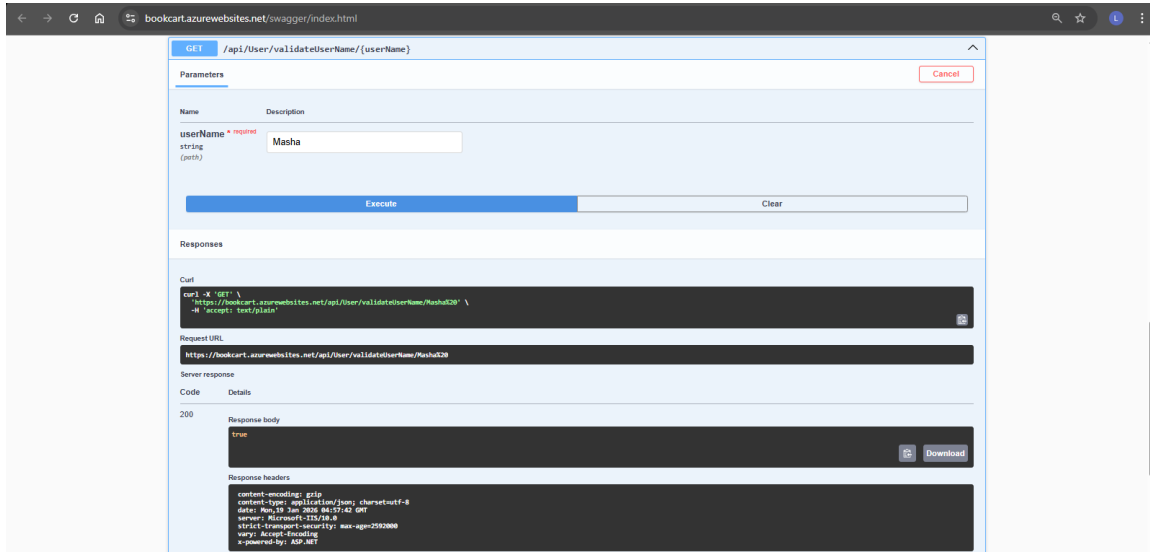 bookcart.azurewebsites.net/swagger/index.html
L
GET /api/User/validateUserName/{userName}
Parameters
Cancel
Name Description
userName * required
string
(path)
Masha
Execute Clear
Responses
Curl
curl -X 'GET' \
'https://bookcart.azurewebsites.net/api/User/validateUserName/Masha%20' \
-H 'accept: text/plain'
Request URL
https://bookcart.azurewebsites.net/api/User/validateUserName/Masha%20
Server response
Code Details
200
Response body
true
Download
Response headers
content-encoding: gzip
content-type: application/json; charset=utf-8
date: Mon,19 Jan 2026 04:57:42 GMT
server: Microsoft-IIS/10.0
strict-transport-security: max-age=2592000
vary: Accept-Encoding
x-powered-by: ASP.NET